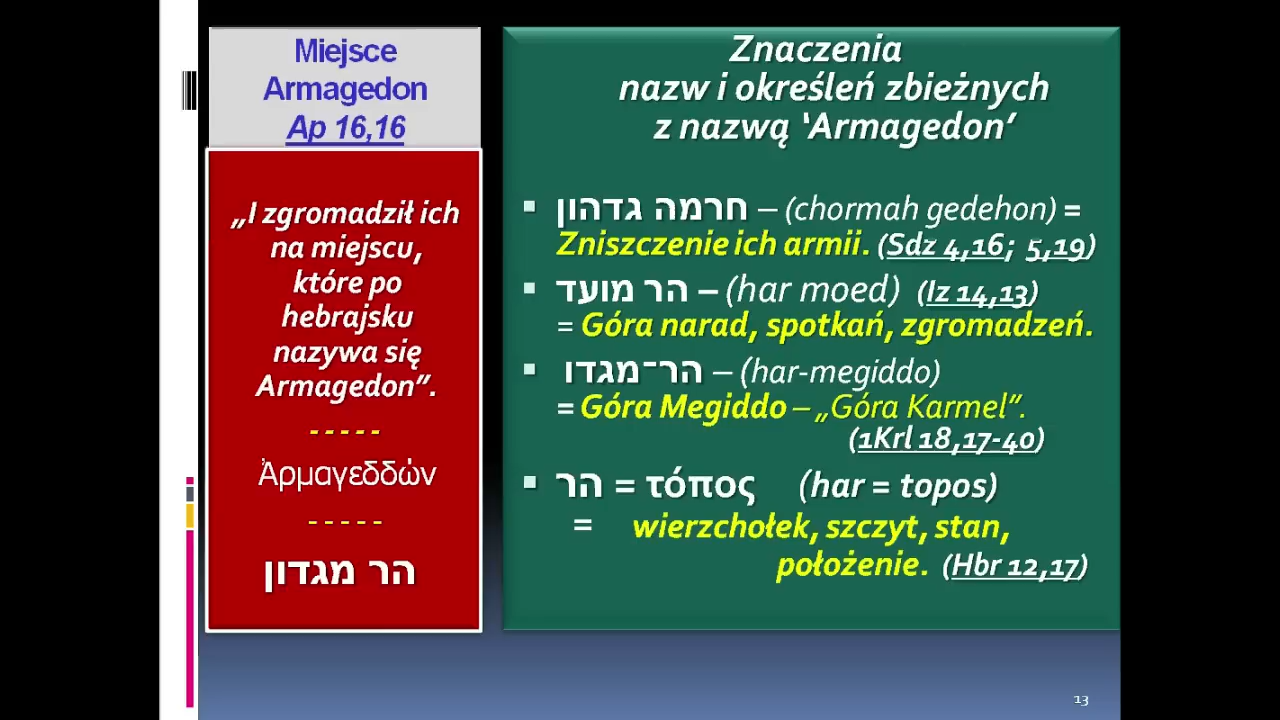 Miejsce
Armagedon
Ap 16,16
„I zgromadził ich
na miejscu,
które po
hebrajsku
nazywa się
Armagedon”.
- - - - -
Ἁρμαγεδδών
- - - - -
הר מגדון
Znaczenia
nazw i określeń zbieżnych
z nazwą ‘Armagedon’
▪ חרמה גדהון – (chormah gedehon) =
Zniszczenie ich armii. (Sdz 4,16; 5,19)
▪ הר מועד – (har moed) (Iz 14,13)
= Góra narad, spotkań, zgromadzeń.
▪ הר־מגדו – (har-megiddo)
= Góra Megiddo – „Góra Karmel”.
(1Krl 18,17-40)
▪ הר = τόπος (har = topos)
= wierzchołek, szczyt, stan,
położenie. (Hbr 12,17)
13